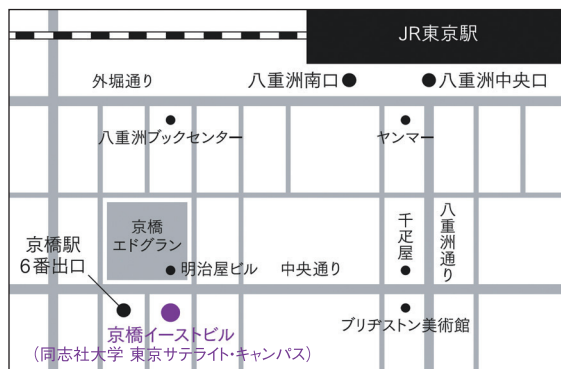 JR東京駅
外堀通り
八重洲南口
八重洲中央口
八重洲ブックセンター
ヤンマー
京橋
エドグラン
京橋駅
6番出口
明治屋ビル
中央通り
千疋屋
八重洲通り
ブリヂストン美術館
京橋イーストビル
(同志社大学 東京サテライト・キャンパス)